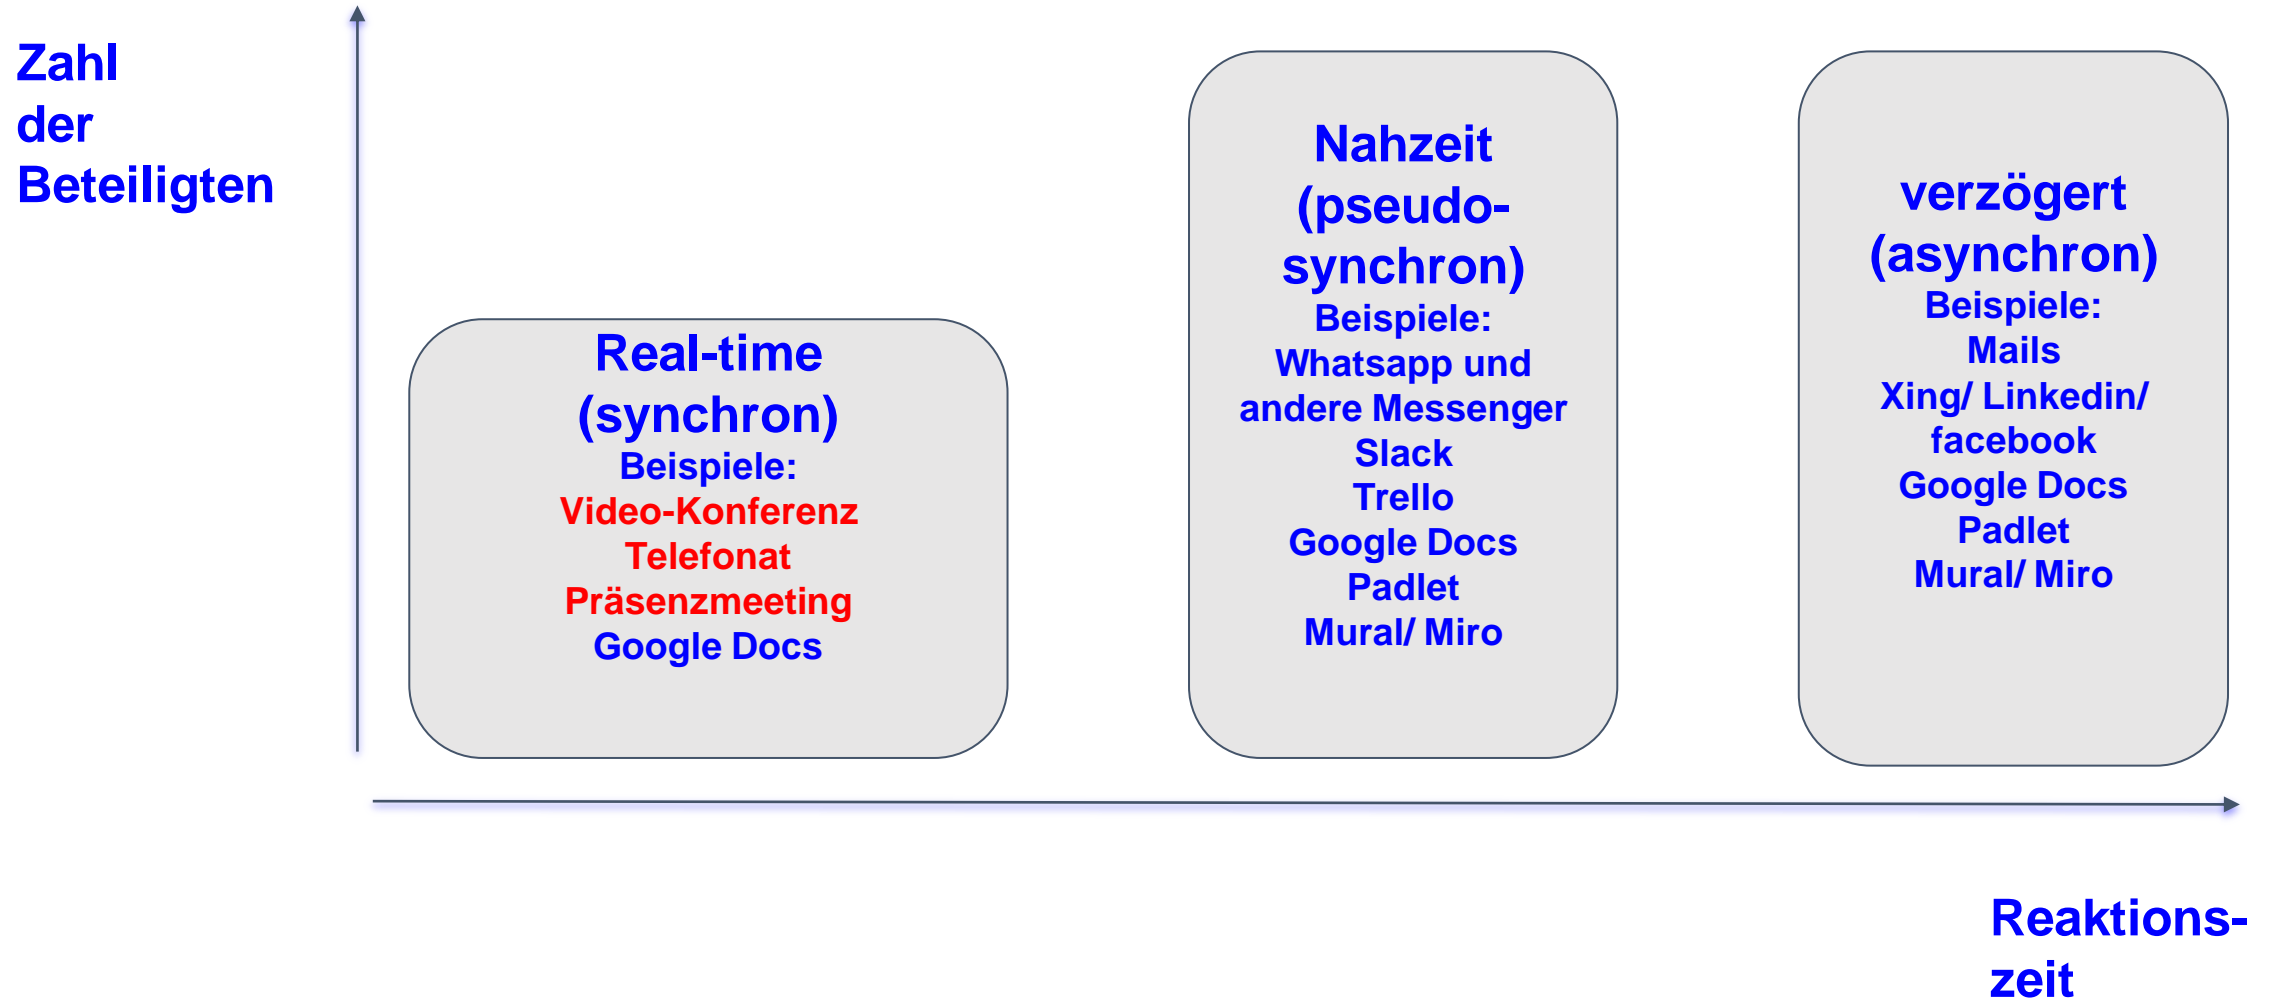 Zahl
der
Beteiligten
Real-time
(synchron)
Beispiele:
Video-Konferenz
Telefonat
Präsenzmeeting
Google Docs
Nahzeit
(pseudo-
synchron)
Beispiele:
Whatsapp und
andere Messenger
Slack
Trello
Google Docs
Padlet
Mural/ Miro
verzögert
(asynchron)
Beispiele:
Mails
Xing/ Linkedin/
facebook
Google Docs
Padlet
Mural/ Miro
Reaktions-
zeit